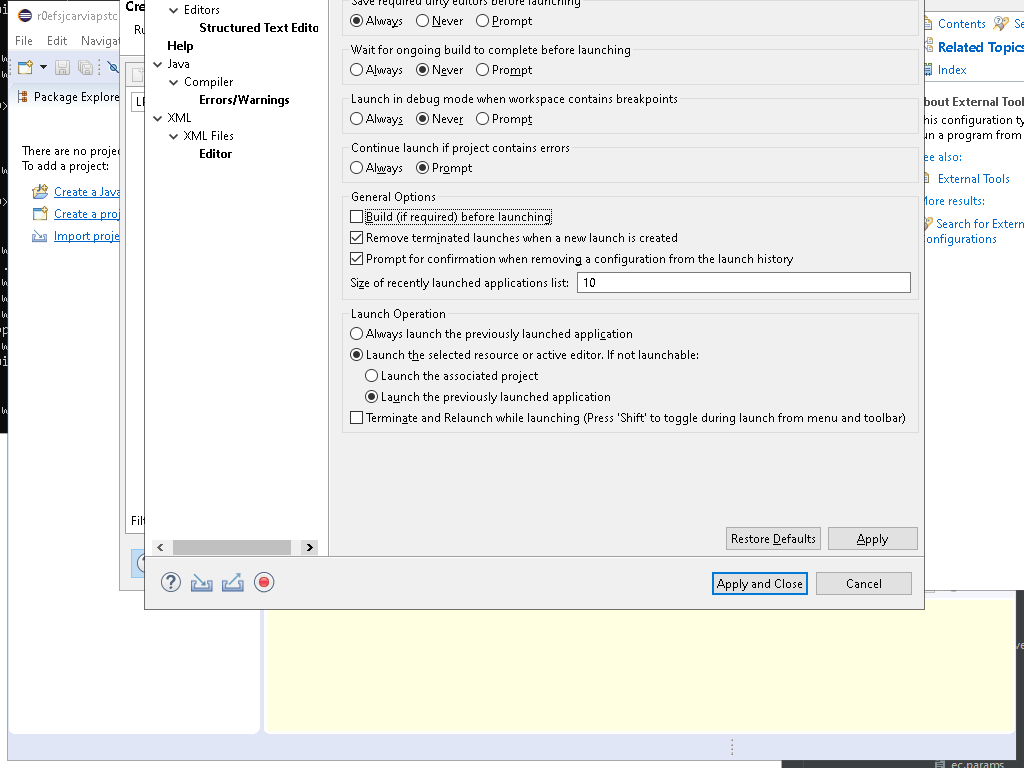 r0efsjcarviapstc
File Edit Navigat
Package Explore
There are no projec
To add a project:
Create a Java
Create a proj
Import proje
Cre
Ru
Filt
Editors
Structured Text Edito
Help
Java
Compiler
Errors/Warnings
XML
XML Files
Editor
Save required dirty editors before launching
Always Never Prompt
Wait for ongoing build to complete before launching
Always Never Prompt
Launch in debug mode when workspace contains breakpoints
Always Never Prompt
Continue launch if project contains errors
Always Prompt
General Options
Build (if required) before launching
Remove terminated launches when a new launch is created
Prompt for confirmation when removing a configuration from the launch history
Size of recently launched applications list: 10
Launch Operation
Always launch the previously launched application
Launch the selected resource or active editor. If not launchable:
Launch the associated project
Launch the previously launched application
Terminate and Relaunch while launching (Press 'Shift' to toggle during launch from menu and toolbar)
Restore Defaults Apply
Apply and Close Cancel
Contents Se
Related Topics
Index
bout External Tool
his configuration ty
un a program from
ee also:
External Tools
More results:
Search for Extern
onfigurations
ec.params